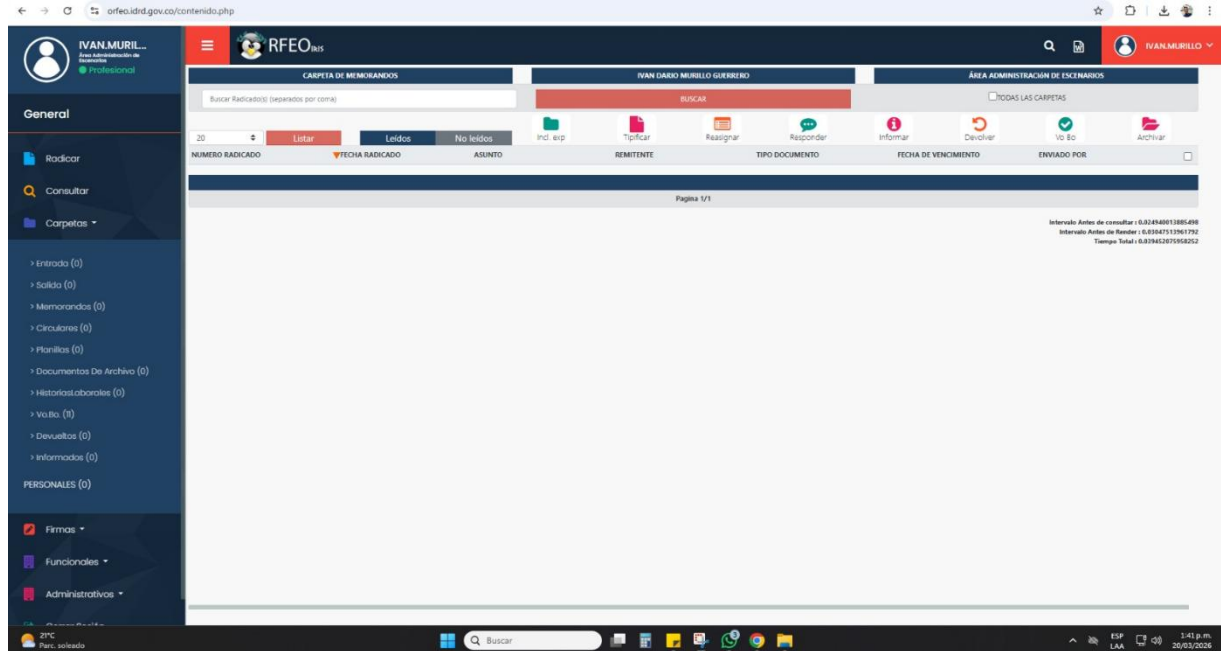 orfeo.idrd.gov.co/contenido.php
IVAN.MURIL...
Área Administración de
Escenarios
Profesional
RFEO
IVAN.MURILLO
General
Radicar
Consultar
Carpetas
> Entrada (0)
> Salida (0)
> Memorandos (0)
> Circulares (0)
> Planillas (0)
> Documentos De Archivo (0)
> HistoriasLaborales (0)
> Vo.Bo. (11)
> Devueltos (0)
> Informados (0)
PERSONALES (0)
Firmas
Funcionales
Administrativos
CARPETA DE MEMORANDOS IVAN DARIO MURILLO GUERRERO ÁREA ADMINISTRACIÓN DE ESCENARIOS
Buscar Radicado(s) (separados por coma) BUSCAR TODAS LAS CARPETAS
20 Listar Leídos No leídos Incl. exp Tipificar Reasignar Responder Informar Devolver Vo Bo Archivar
NUMERO RADICADO FECHA RADICADO ASUNTO REMITENTE TIPO DOCUMENTO FECHA DE VENCIMIENTO ENVIADO POR
Pagina 1/1
Intervalo Antes de consultar : 0.024940013885498
Intervalo Antes de Render : 0.03047513961792
Tiempo Total : 0.039452075958252
21°C
Parc. soleado
Buscar
ESP
LAA
1:41 p.m.
20/03/2026